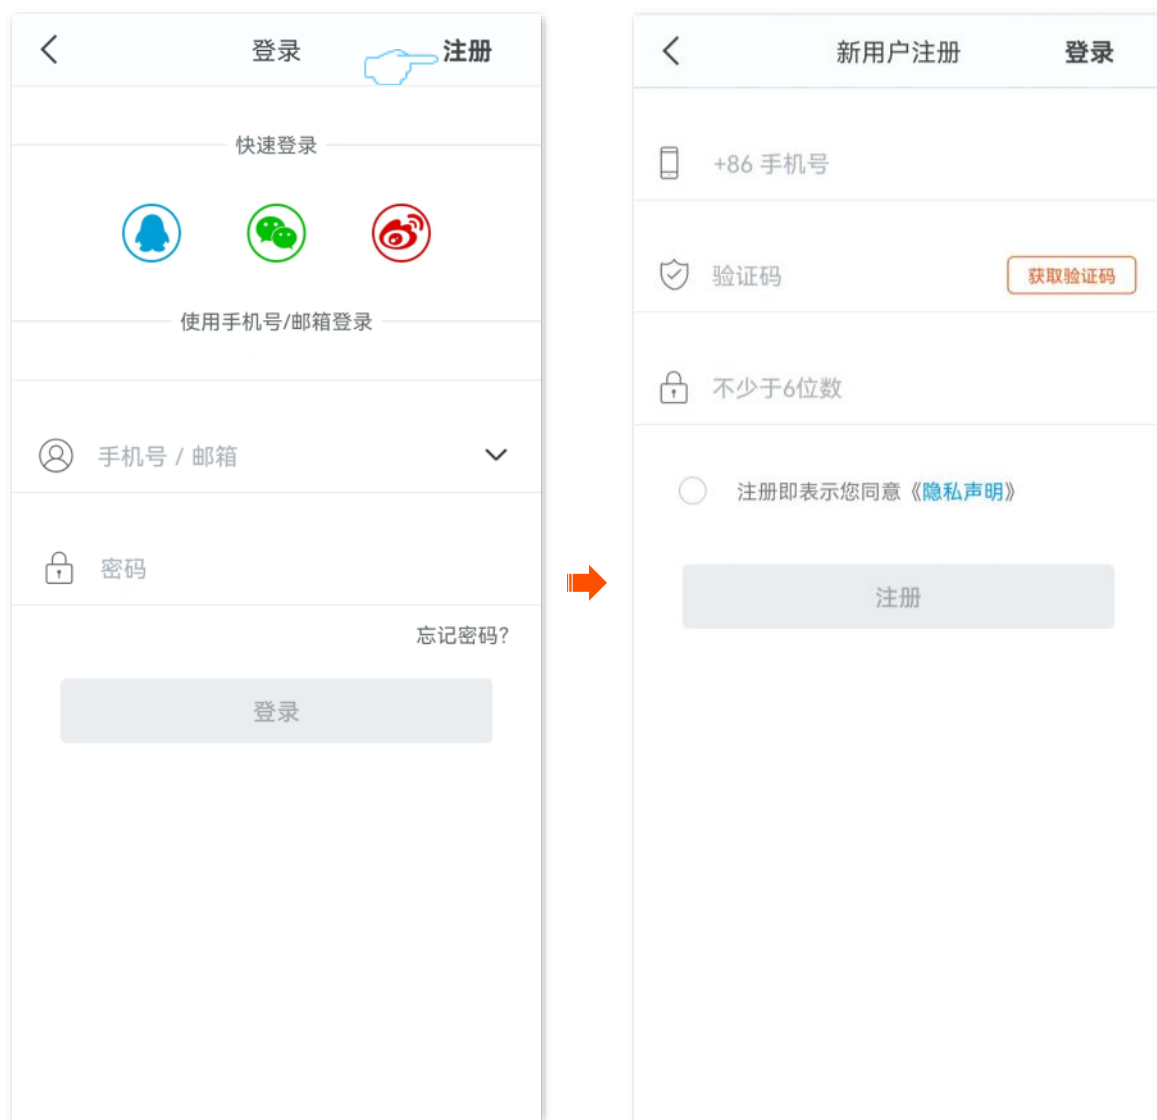 登录
注册
快速登录
使用手机号/邮箱登录
手机号 / 邮箱
密码
忘记密码?
登录
新用户注册
登录
+86 手机号
验证码
获取验证码
不少于6位数
注册即表示您同意《隐私声明》
注册